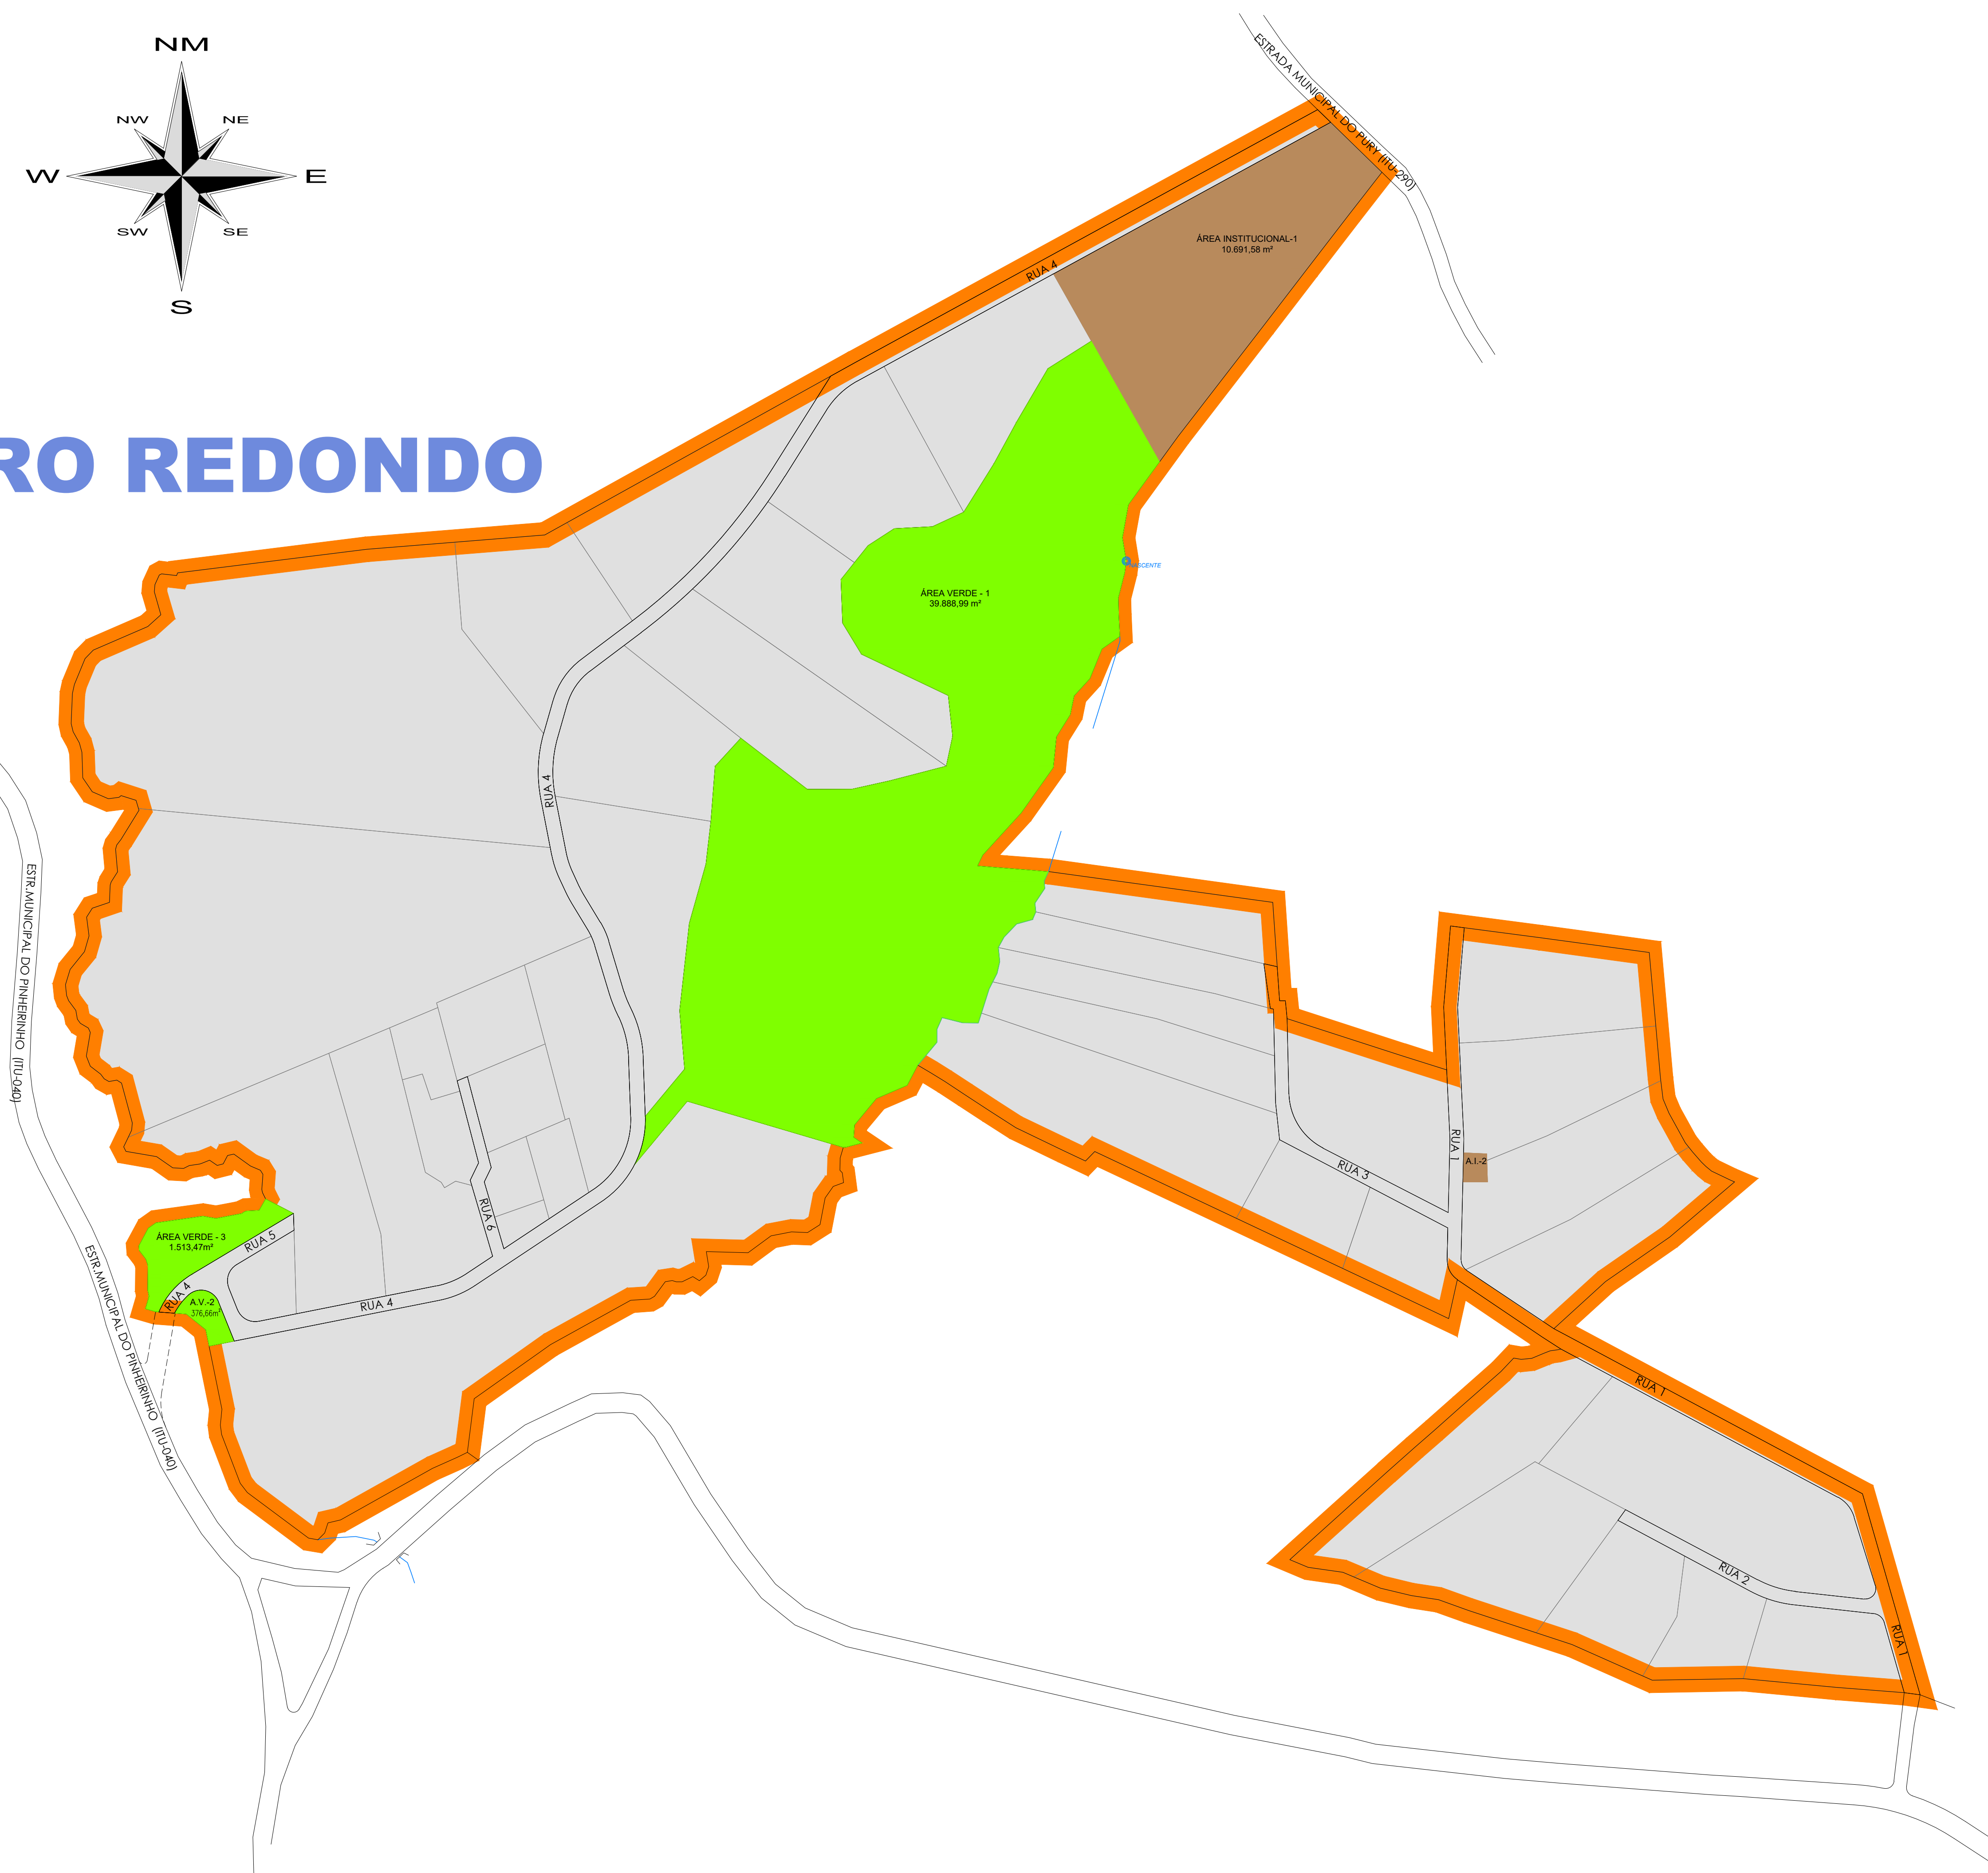 NM
NW
NE
W
E
SW
SE
S
ESTRADA MUNICIPAL DO PURY (ITU-290)
ÁREA INSTITUCIONAL-1
10.691,58 m²
RUA 4
RO REDONDO
NASCENTE
ÁREA VERDE - 1
39.888,99 m²
RUA 4
ESTR.MUNICIPAL DO PINHEIRINHO (ITU-040)
RUA 1
A.I.-2
RUA 3
RUA 6
ÁREA VERDE - 3
1.513,47m²
RUA 5
RUA 4
A.V.-2
376,66m²
RUA 4
ESTR.MUNICIPAL DO PINHEIRINHO (ITU-040)
RUA 1
RUA 2
RUA 1